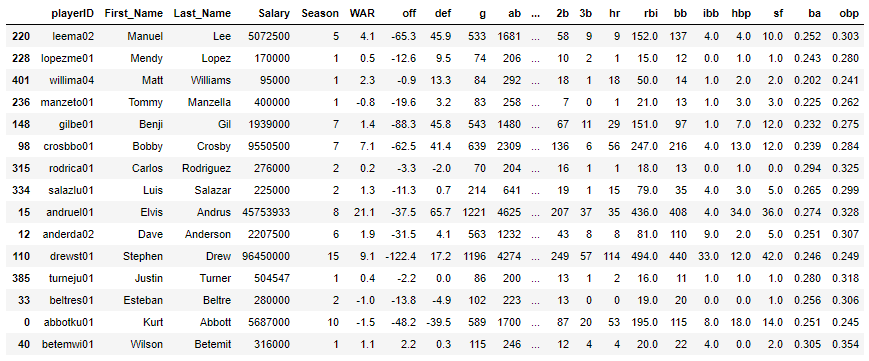 playerID First_Name Last_Name Salary Season WAR off def g ab ... 2b 3b hr rbi bb ibb hbp sf ba obp
220 leema02 Manuel Lee 5072500 5 4.1 -65.3 45.9 533 1681 ... 58 9 9 152.0 137 4.0 4.0 10.0 0.252 0.303
228 lopezme01 Mendy Lopez 170000 1 0.5 -12.6 9.5 74 206 ... 10 2 1 15.0 12 0.0 1.0 1.0 0.243 0.280
401 willima04 Matt Williams 95000 1 2.3 -0.9 13.3 84 292 ... 18 1 18 50.0 14 1.0 2.0 2.0 0.202 0.241
236 manzeto01 Tommy Manzella 400000 1 -0.8 -19.6 3.2 83 258 ... 7 0 1 21.0 13 1.0 3.0 3.0 0.225 0.262
148 gilbe01 Benji Gil 1939000 7 1.4 -88.3 45.8 543 1480 ... 67 11 29 151.0 97 1.0 7.0 12.0 0.232 0.275
98 crosbbo01 Bobby Crosby 9550500 7 7.1 -62.5 41.4 639 2309 ... 136 6 56 247.0 216 4.0 13.0 12.0 0.239 0.284
315 rodrica01 Carlos Rodriguez 276000 2 0.2 -3.3 -2.0 70 204 ... 16 1 1 18.0 13 0.0 1.0 0.0 0.294 0.325
334 salazlu01 Luis Salazar 225000 2 1.3 -11.3 0.7 214 641 ... 19 1 15 79.0 35 4.0 3.0 5.0 0.265 0.299
15 andruel01 Elvis Andrus 45753933 8 21.1 -37.5 65.7 1221 4625 ... 207 37 35 436.0 408 4.0 34.0 36.0 0.274 0.328
12 anderda02 Dave Anderson 2207500 6 1.9 -31.5 4.1 563 1232 ... 43 8 8 81.0 110 9.0 2.0 5.0 0.251 0.307
110 drewst01 Stephen Drew 96450000 15 9.1 -122.4 17.2 1196 4274 ... 249 57 114 494.0 440 33.0 12.0 42.0 0.246 0.249
385 turneju01 Justin Turner 504547 1 0.4 -2.2 0.0 86 200 ... 13 1 2 16.0 11 1.0 1.0 1.0 0.280 0.318
33 beltres01 Esteban Beltre 280000 2 -1.0 -13.8 -4.9 102 223 ... 13 0 0 19.0 20 0.0 0.0 1.0 0.256 0.306
0 abbotku01 Kurt Abbott 5687000 10 -1.5 -48.2 -39.5 589 1700 ... 87 20 53 195.0 115 8.0 18.0 14.0 0.251 0.245
40 betemwi01 Wilson Betemit 316000 1 1.1 2.2 0.3 115 246 ... 12 4 4 20.0 22 4.0 0.0 2.0 0.305 0.354